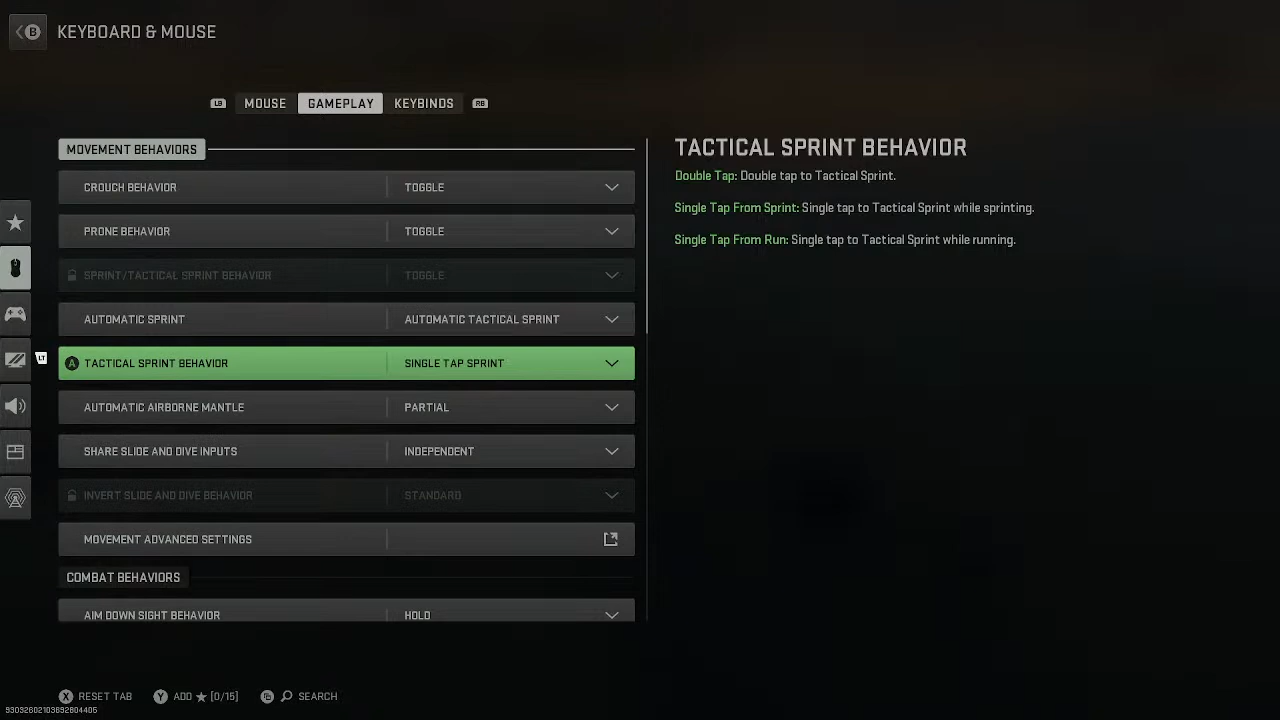 B KEYBOARD & MOUSE
LB MOUSE GAMEPLAY KEYBINDS RB
MOVEMENT BEHAVIORS
CROUCH BEHAVIOR TOGGLE
PRONE BEHAVIOR TOGGLE
SPRINT/TACTICAL SPRINT BEHAVIOR TOGGLE
AUTOMATIC SPRINT AUTOMATIC TACTICAL SPRINT
LT
A TACTICAL SPRINT BEHAVIOR SINGLE TAP SPRINT
AUTOMATIC AIRBORNE MANTLE PARTIAL
SHARE SLIDE AND DIVE INPUTS INDEPENDENT
INVERT SLIDE AND DIVE BEHAVIOR STANDARD
MOVEMENT ADVANCED SETTINGS
COMBAT BEHAVIORS
AIM DOWN SIGHT BEHAVIOR HOLD
TACTICAL SPRINT BEHAVIOR
Double Tap: Double tap to Tactical Sprint.
Single Tap From Sprint: Single tap to Tactical Sprint while sprinting.
Single Tap From Run: Single tap to Tactical Sprint while running.
X RESET TAB Y ADD [0/15] SEARCH